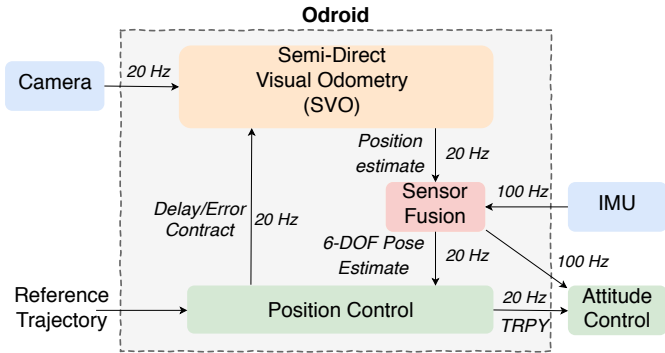 Odroid
Semi-Direct
Visual Odometry
(SVO)
Camera
20 Hz
Position
estimate
20 Hz
Sensor
Fusion
100 Hz
IMU
Delay/Error
Contract
20 Hz
6-DOF Pose
Estimate
20 Hz
100 Hz
Reference
Trajectory
Position Control
20 Hz
TRPY
Attitude
Control